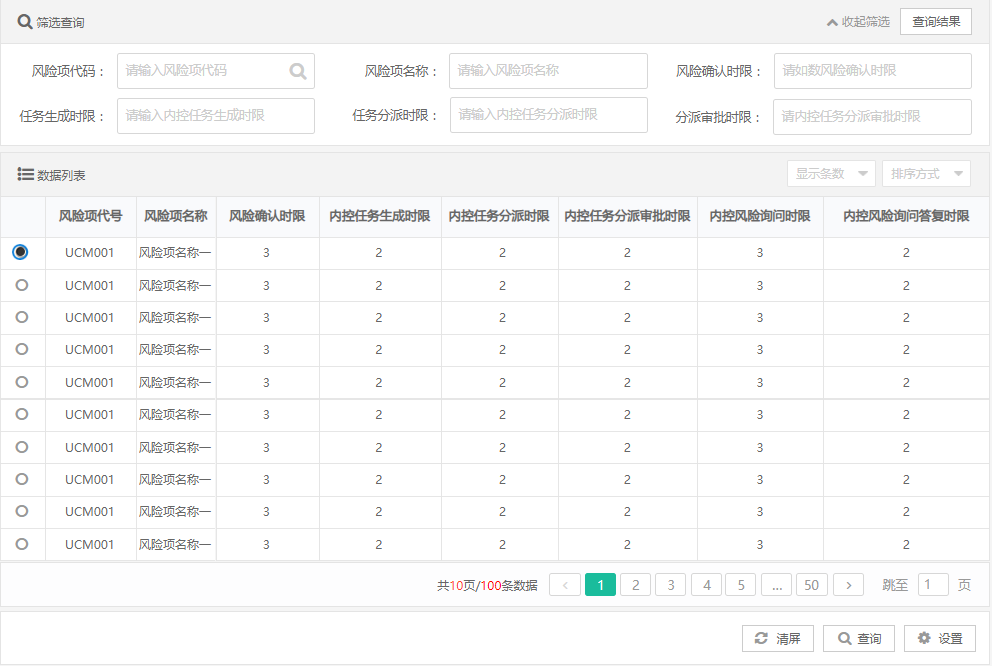 筛选查询 收起筛选 查询结果
风险项代码： 请输入风险项代码 风险项名称： 请输入风险项名称 风险确认时限： 请如数风险确认时限
任务生成时限： 请输入内控任务生成时限 任务分派时限： 请输入内控任务分派时限 分派审批时限： 请内控任务分派审批时限
数据列表 显示条数 排序方式
风险项代号 风险项名称 风险确认时限 内控任务生成时限 内控任务分派时限 内控任务分派审批时限 内控风险询问时限 内控风险询问答复时限
UCM001 风险项名称一 3 2 2 2 3 2
UCM001 风险项名称一 3 2 2 2 3 2
UCM001 风险项名称一 3 2 2 2 3 2
UCM001 风险项名称一 3 2 2 2 3 2
UCM001 风险项名称一 3 2 2 2 3 2
UCM001 风险项名称一 3 2 2 2 3 2
UCM001 风险项名称一 3 2 2 2 3 2
UCM001 风险项名称一 3 2 2 2 3 2
UCM001 风险项名称一 3 2 2 2 3 2
UCM001 风险项名称一 3 2 2 2 3 2
共10页/100条数据 < 1 2 3 4 5 ... 50 > 跳至 1 页
清屏 查询 设置